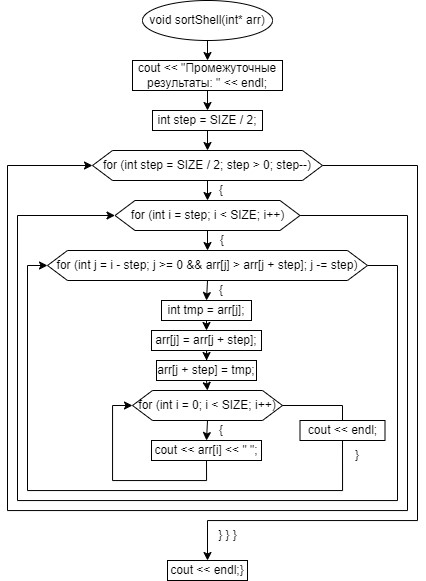 void sortShell(int* arr)
cout << "Промежуточные
результаты: " << endl;
int step = SIZE / 2;
for (int step = SIZE / 2; step > 0; step--)
{
for (int i = step; i < SIZE; i++)
{
for (int j = i - step; j >= 0 && arr[j] > arr[j + step]; j -= step)
{
int tmp = arr[j];
arr[j] = arr[j + step];
arr[j + step] = tmp;
for (int i = 0; i < SIZE; i++)
{
cout << endl;
cout << arr[i] << " ";
}
} } }
cout << endl;}